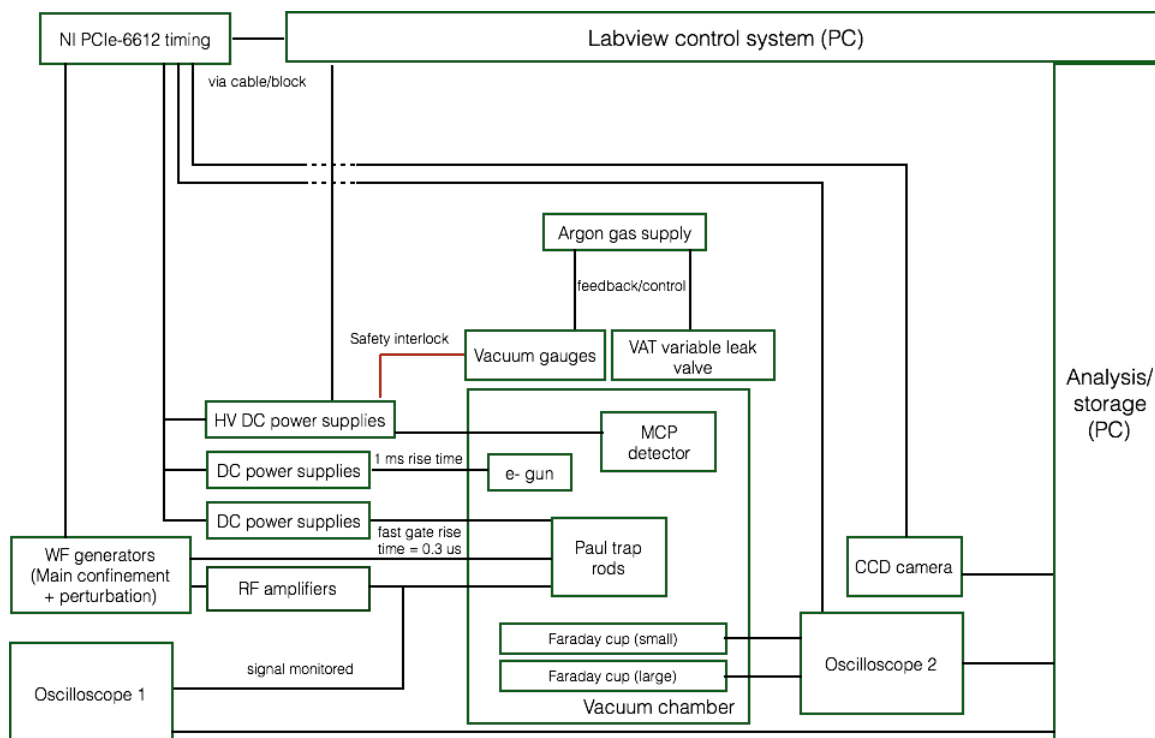 NI PCIe-6612 timing
Labview control system (PC)
via cable/block
Argon gas supply
feedback/control
Safety interlock
Vacuum gauges
VAT variable leak
valve
Analysis/
storage
(PC)
HV DC power supplies
MCP
detector
DC power supplies
1 ms rise time
e- gun
DC power supplies
fast gate rise
time = 0.3 us
Paul trap
rods
WF generators
(Main confinement
+ perturbation)
RF amplifiers
CCD camera
Faraday cup (small)
signal monitored
Oscilloscope 1
Faraday cup (large)
Oscilloscope 2
Vacuum chamber